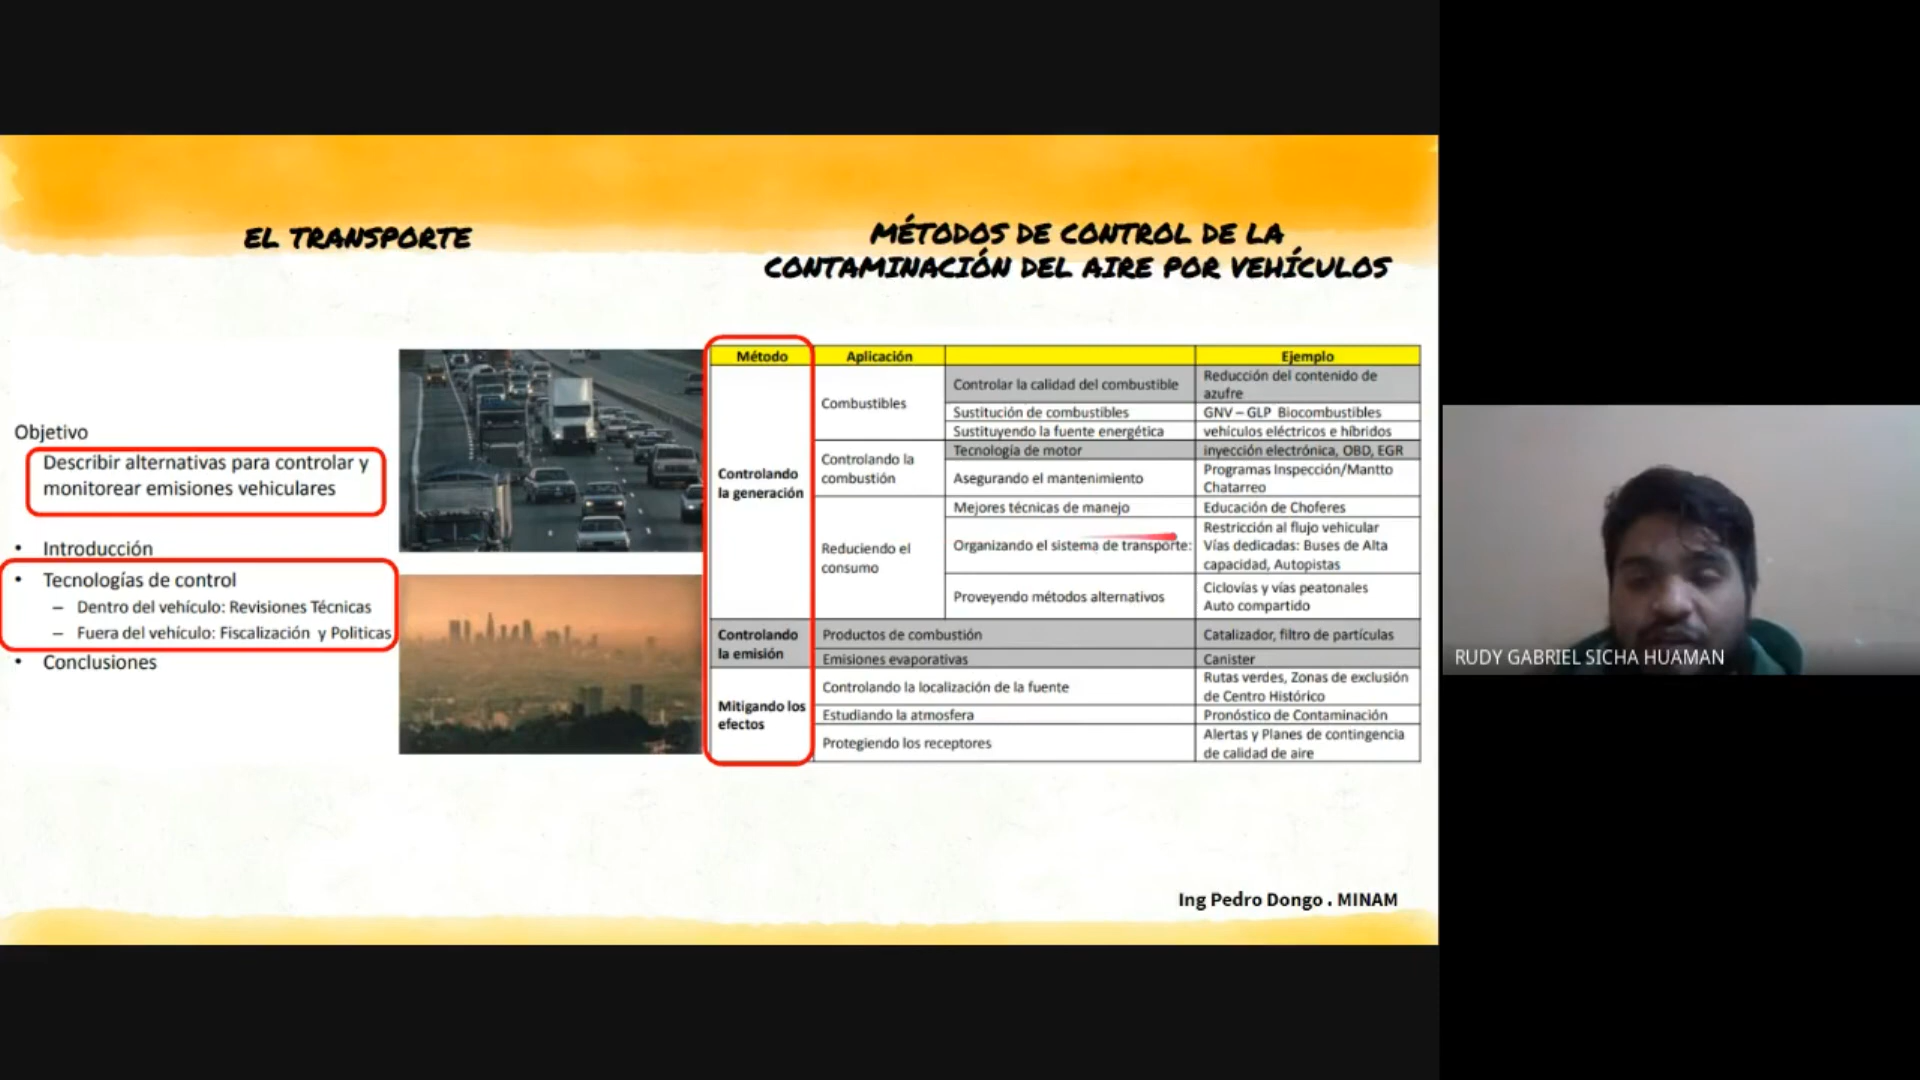 EL TRANSPORTE
MÉTODOS DE CONTROL DE LA
CONTAMINACIÓN DEL AIRE POR VEHÍCULOS
Objetivo
Describir alternativas para controlar y
monitorear emisiones vehiculares
• Introducción
• Tecnologías de control
– Dentro del vehículo: Revisiones Técnicas
– Fuera del vehículo: Fiscalización y Politicas
• Conclusiones
Método Aplicación Ejemplo
Controlando
la generación
Combustibles
Controlar la calidad del combustible
Reducción del contenido de
azufre
Sustitución de combustibles GNV – GLP Biocombustibles
Sustituyendo la fuente energética vehículos eléctricos e híbridos
Controlando la
combustión
Tecnología de motor inyección electrónica, OBD, EGR
Asegurando el mantenimiento
Programas Inspección/Mantto
Chatarreo
Reduciendo el
consumo
Mejores técnicas de manejo Educación de Choferes
Organizando el sistema de transporte:
Restricción al flujo vehicular
Vías dedicadas: Buses de Alta
capacidad, Autopistas
Proveyendo métodos alternativos
Ciclovías y vías peatonales
Auto compartido
Controlando
la emisión
Productos de combustión Catalizador, filtro de partículas
Emisiones evaporativas Canister
Mitigando los
efectos
Controlando la localización de la fuente
Rutas verdes, Zonas de exclusión
de Centro Histórico
Estudiando la atmosfera Pronóstico de Contaminación
Protegiendo los receptores
Alertas y Planes de contingencia
de calidad de aire
Ing Pedro Dongo . MINAM
RUDY GABRIEL SICHA HUAMAN